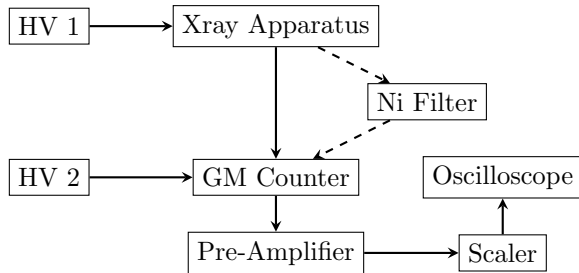 HV 1
Xray Apparatus
Ni Filter
HV 2
GM Counter
Oscilloscope
Pre-Amplifier
Scaler